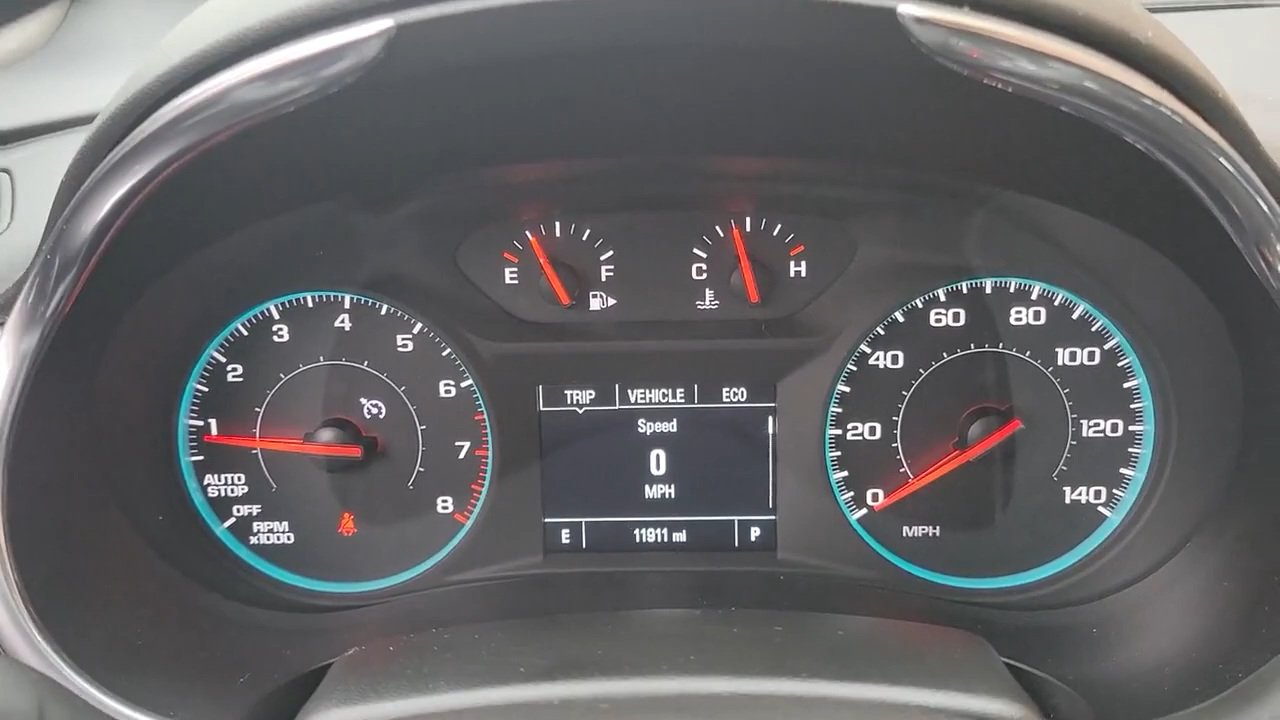 E
F
C
H
1
2
3
4
5
6
7
8
AUTO
STOP
OFF
RPM
x1000
TRIP VEHICLE ECO
Speed
0
MPH
E 11911 mi P
0
20
40
60
80
100
120
140
MPH